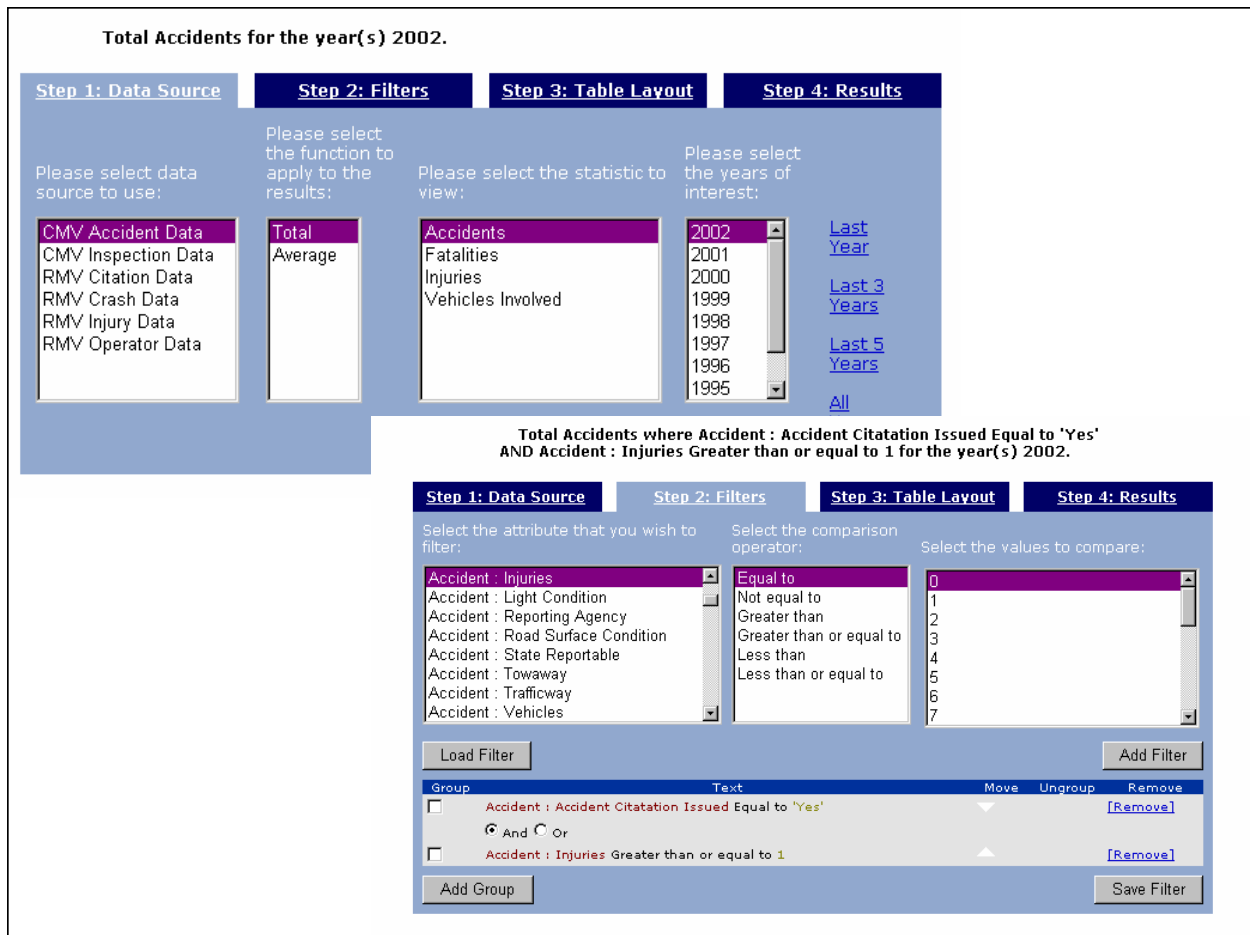 Total Accidents for the year(s) 2002.
Step 1: Data Source
Step 2: Filters
Step 3: Table Layout
Step 4: Results
Please select data
source to use:
Please select
the function to
apply to the
results:
Please select the statistic to
view:
Please select
the years of
interest:
CMV Accident Data
CMV Inspection Data
RMV Citation Data
RMV Crash Data
RMV Injury Data
RMV Operator Data
Total
Average
Accidents
Fatalities
Injuries
Vehicles Involved
2002
2001
2000
1999
1998
1997
1996
1995
Last
Year
Last 3
Years
Last 5
Years
All
Total Accidents where Accident : Accident Citatation Issued Equal to 'Yes'
AND Accident : Injuries Greater than or equal to 1 for the year(s) 2002.
Step 1: Data Source
Step 2: Filters
Step 3: Table Layout
Step 4: Results
Select the attribute that you wish to
filter:
Select the comparison
operator:
Select the values to compare:
Accident : Injuries
Accident : Light Condition
Accident : Reporting Agency
Accident : Road Surface Condition
Accident : State Reportable
Accident : Towaway
Accident : Trafficway
Accident : Vehicles
Equal to
Not equal to
Greater than
Greater than or equal to
Less than
Less than or equal to
0
1
2
3
4
5
6
7
Load Filter
Add Filter
Group Text Move Ungroup Remove
Accident : Accident Citatation Issued Equal to 'Yes' [Remove]
And Or
Accident : Injuries Greater than or equal to 1 [Remove]
Add Group
Save Filter